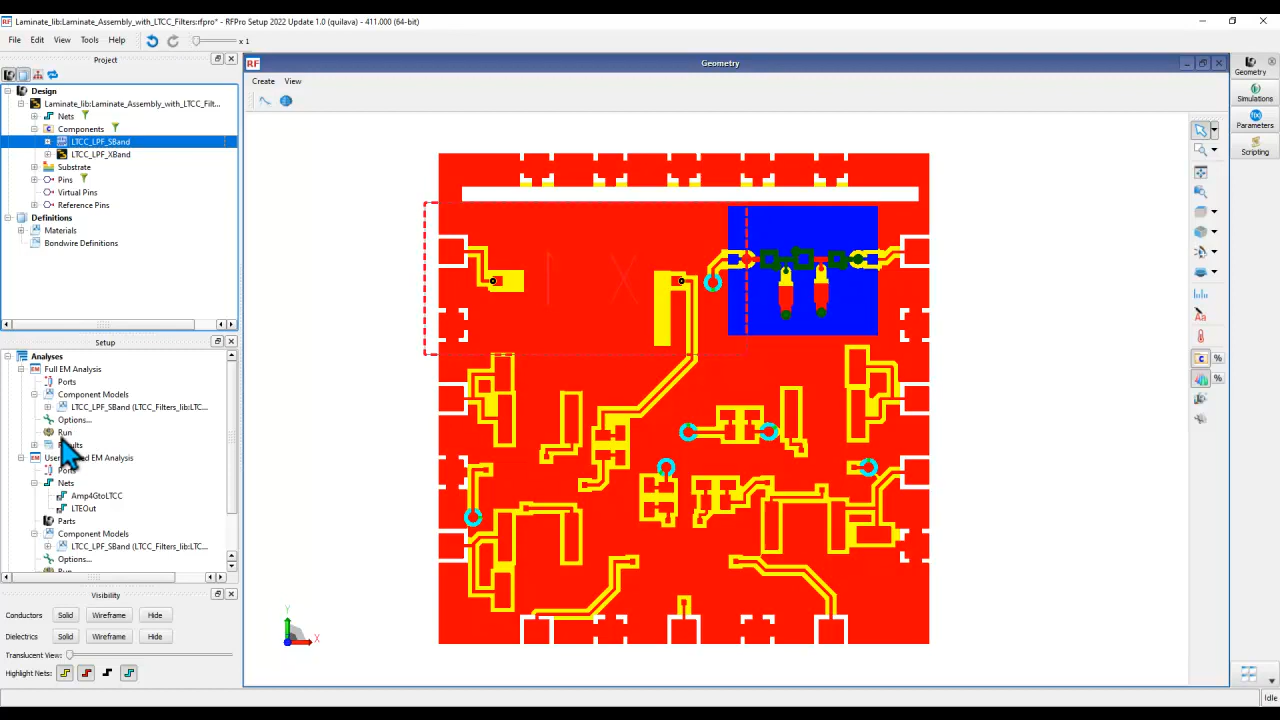 RF Laminate_lib:Laminate_Assembly_with_LTCC_Filters:rfpro* - RFPro Setup 2022 Update 1.0 (quilava) - 411.000 (64-bit)
File Edit View Tools Help x 1
Project
Design
Laminate_lib:Laminate_Assembly_with_LTCC_Filt...
Nets
Components
LTCC_LPF_SBand
LTCC_LPF_XBand
Substrate
Pins
Virtual Pins
Reference Pins
Definitions
Materials
Bondwire Definitions
Setup
Analyses
Full EM Analysis
Ports
Component Models
LTCC_LPF_SBand (LTCC_Filters_lib:LTC...
Options...
Run
Nets
Amp4GtoLTCC
LTEOut
Parts
Component Models
LTCC_LPF_SBand (LTCC_Filters_lib:LTC...
Options...
Visibility
Conductors Solid Wireframe Hide
Dielectrics Solid Wireframe Hide
Translucent View:
Highlight Nets:
RF Geometry
Create View
X
Y
X
Aa
%
%
Geometry
Simulations
Parameters
Scripting
Idle